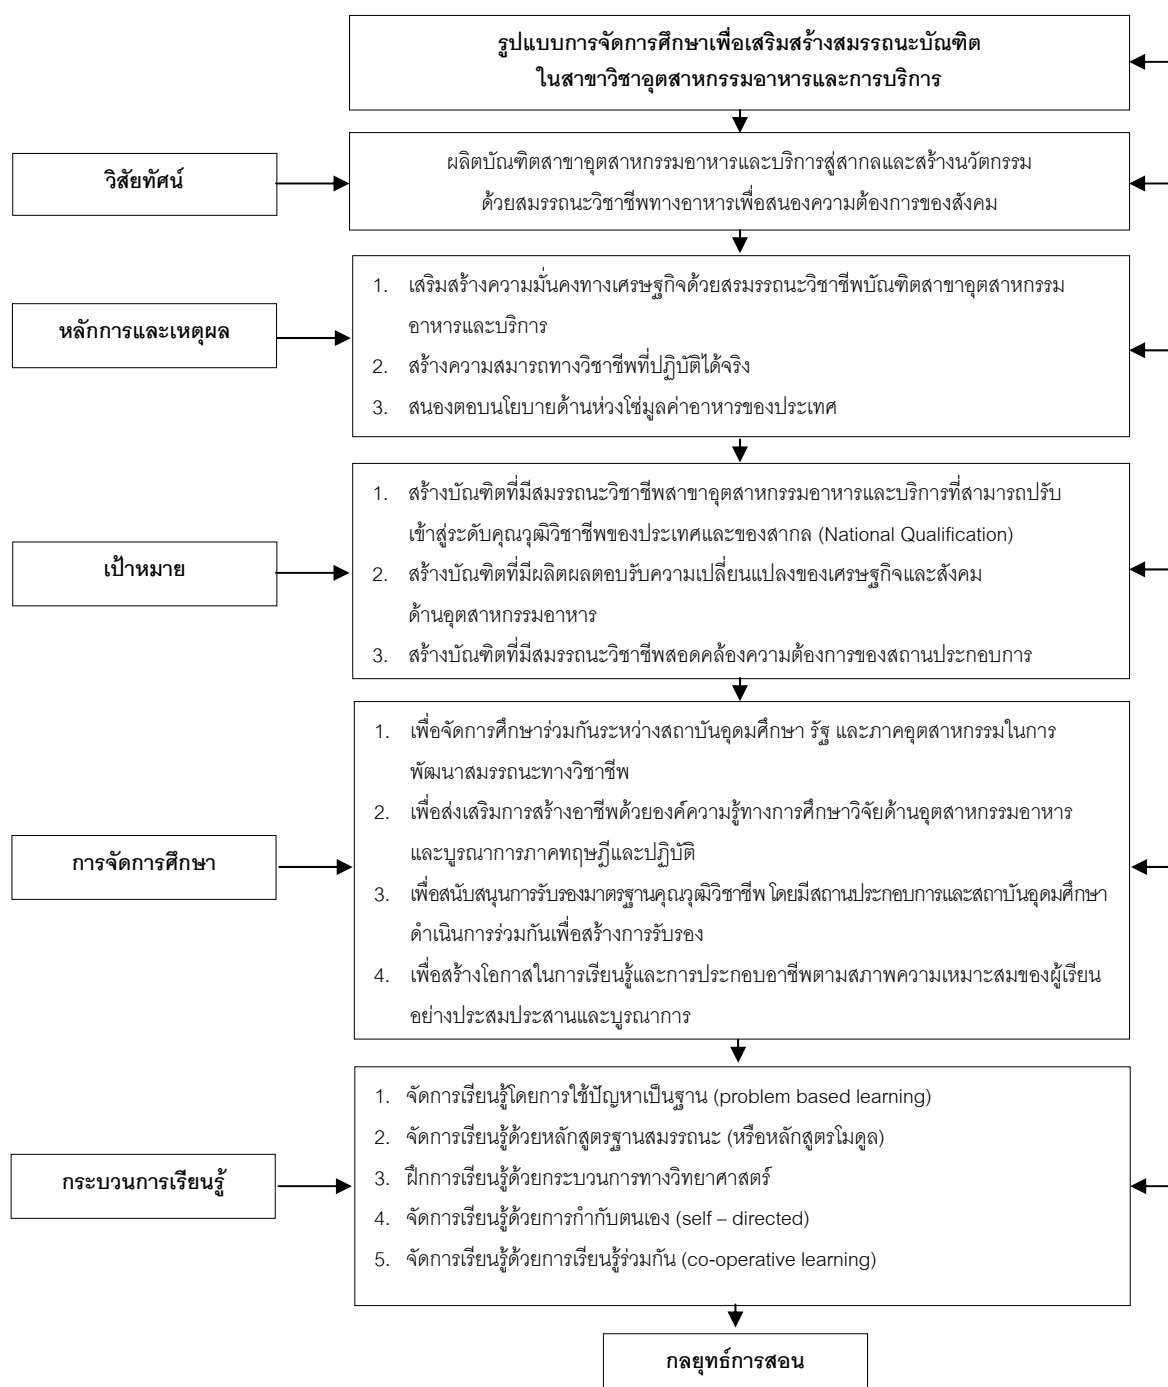 รูปแบบการจัดการศึกษาเพื่อเสริมสร้างสมรรถนะบัณฑิต
ในสาขาวิชาอุตสาหกรรมอาหารและการบริการ
วิสัยทัศน์
ผลิตบัณฑิตสาขาอุตสาหกรรมอาหารและบริการสู่สากลและสร้างนวัตกรรม
ด้วยสมรรถนะวิชาชีพทางอาหารเพื่อสนองความต้องการของสังคม
หลักการและเหตุผล
1. เสริมสร้างความมั่นคงทางเศรษฐกิจด้วยสรมรรถนะวิชาชีพบัณฑิตสาขาอุตสาหกรรม
อาหารและบริการ
2. สร้างความสมารถทางวิชาชีพที่ปฏิบัติได้จริง
3. สนองตอบนโยบายด้านห่วงโซ่มูลค่าอาหารของประเทศ
เป้าหมาย
1. สร้างบัณฑิตที่มีสมรรถนะวิชาชีพสาขาอุตสาหกรรมอาหารและบริการที่สามารถปรับ
เข้าสู่ระดับคุณวุฒิวิชาชีพของประเทศและของสากล (National Qualification)
2. สร้างบัณฑิตที่มีผลิตผลตอบรับความเปลี่ยนแปลงของเศรษฐกิจและสังคม
ด้านอุตสาหกรรมอาหาร
3. สร้างบัณฑิตที่มีสมรรถนะวิชาชีพสอดคล้องความต้องการของสถานประกอบการ
การจัดการศึกษา
1. เพื่อจัดการศึกษาร่วมกันระหว่างสถาบันอุดมศึกษา รัฐ และภาคอุตสาหกรรมในการ
พัฒนาสมรรถนะทางวิชาชีพ
2. เพื่อส่งเสริมการสร้างอาชีพด้วยองค์ความรู้ทางการศึกษาวิจัยด้านอุตสาหกรรมอาหาร
และบูรณาการภาคทฤษฎีและปฏิบัติ
3. เพื่อสนับสนุนการรับรองมาตรฐานคุณวุฒิวิชาชีพ โดยมีสถานประกอบการและสถาบันอุดมศึกษา
ดำเนินการร่วมกันเพื่อสร้างการรับรอง
4. เพื่อสร้างโอกาสในการเรียนรู้และการประกอบอาชีพตามสภาพความเหมาะสมของผู้เรียน
อย่างประสมประสานและบูรณาการ
กระบวนการเรียนรู้
1. จัดการเรียนรู้โดยการใช้ปัญหาเป็นฐาน (problem based learning)
2. จัดการเรียนรู้ด้วยหลักสูตรฐานสมรรถนะ (หรือหลักสูตรโมดูล)
3. ฝึกการเรียนรู้ด้วยกระบวนการทางวิทยาศาสตร์
4. จัดการเรียนรู้ด้วยการกำกับตนเอง (self – directed)
5. จัดการเรียนรู้ด้วยการเรียนรู้ร่วมกัน (co-operative learning)
กลยุทธ์การสอน